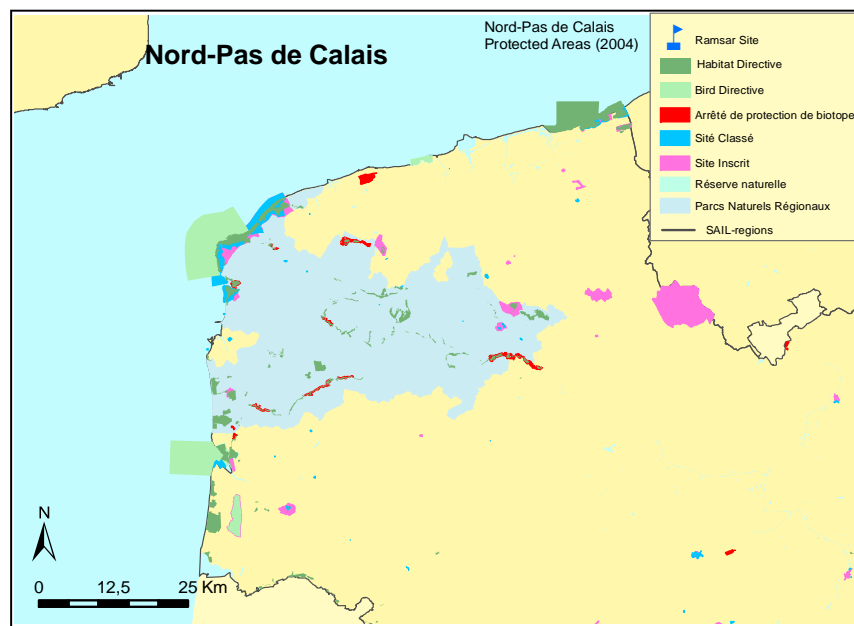 Nord-Pas de Calais
Nord-Pas de Calais
Protected Areas (2004)
Ramsar Site
Habitat Directive
Bird Directive
Arrêté de protection de biotope
Sité Classé
Site Inscrit
Réserve naturelle
Parcs Naturels Régionaux
SAIL-regions
N
0 12,5 25 Km